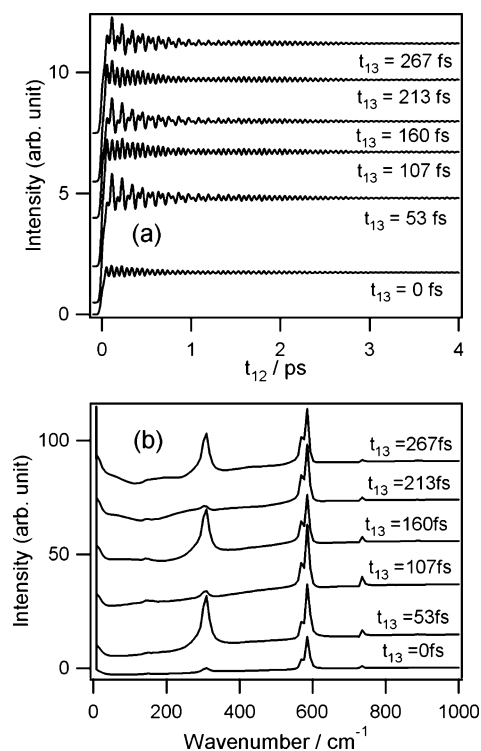 Intensity (arb. unit)
10
5
0
(a)
t13 = 267 fs
t13 = 213 fs
t13 = 160 fs
t13 = 107 fs
t13 = 53 fs
t13 = 0 fs
0 1 2 3 4
t12 / ps
Intensity (arb. unit)
100
50
0
(b)
t13 =267fs
t13 =213fs
t13 =160fs
t13 =107fs
t13 =53fs
t13 =0fs
0 200 400 600 800 1000
Wavenumber / cm-1